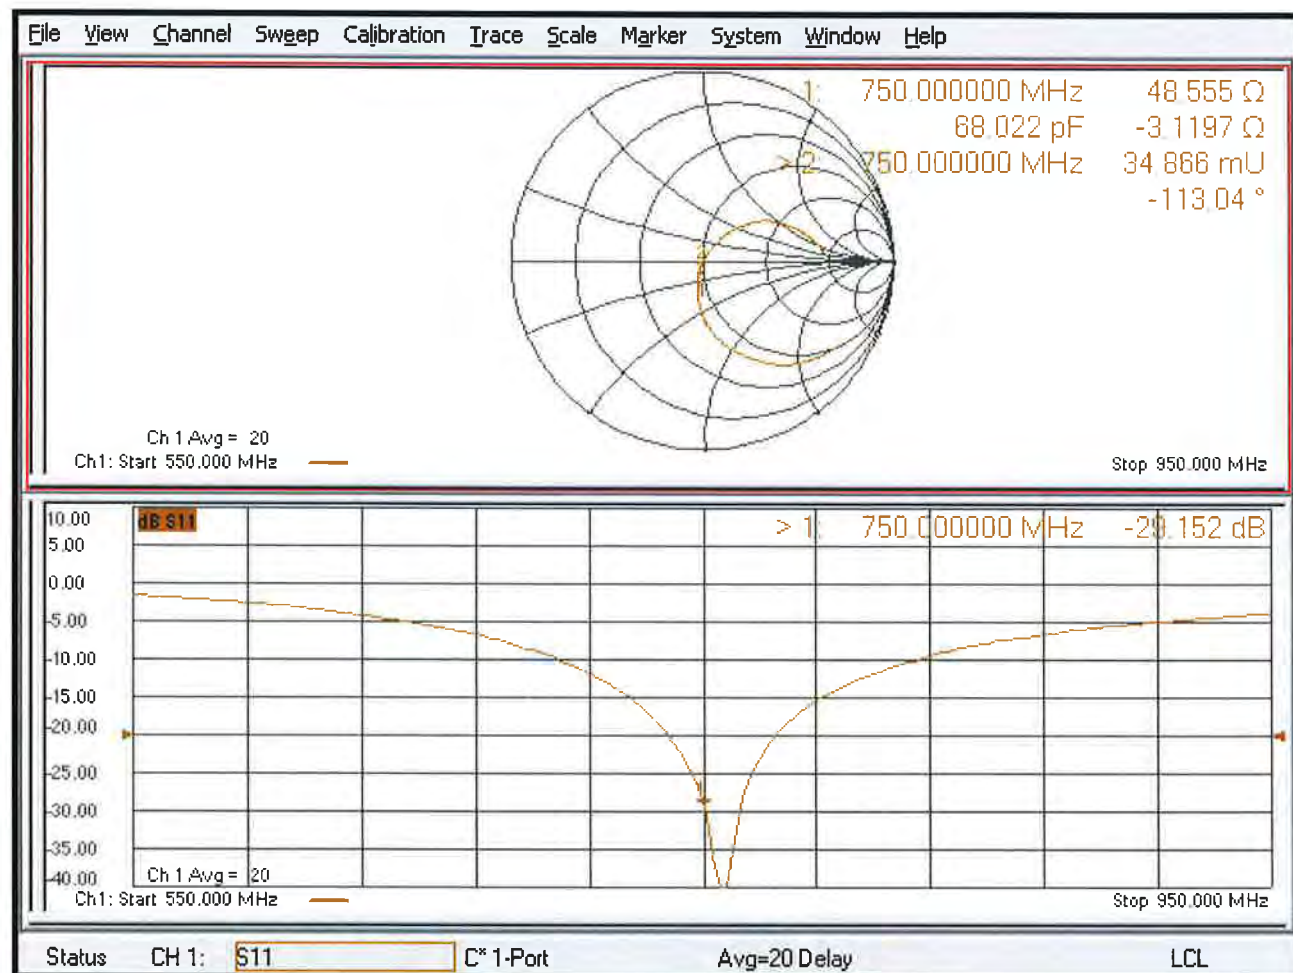 File View Channel Sweep Calibration Trace Scale Marker System Window Help
1: 750.000000 MHz 48.555 Ω
68.022 pF -3.1197 Ω
> 2: 750.000000 MHz 34.866 mU
-113.04 °
Ch 1 Avg = 20
Ch1: Start 550.000 MHz
Stop 950.000 MHz
dB S11
> 1: 750.000000 MHz -29.152 dB
10.00
5.00
0.00
-5.00
-10.00
-15.00
-20.00
-25.00
-30.00
-35.00
-40.00
Ch 1 Avg = 20
Ch1: Start 550.000 MHz
Stop 950.000 MHz
Status CH 1: S11 C* 1-Port Avg=20 Delay LCL